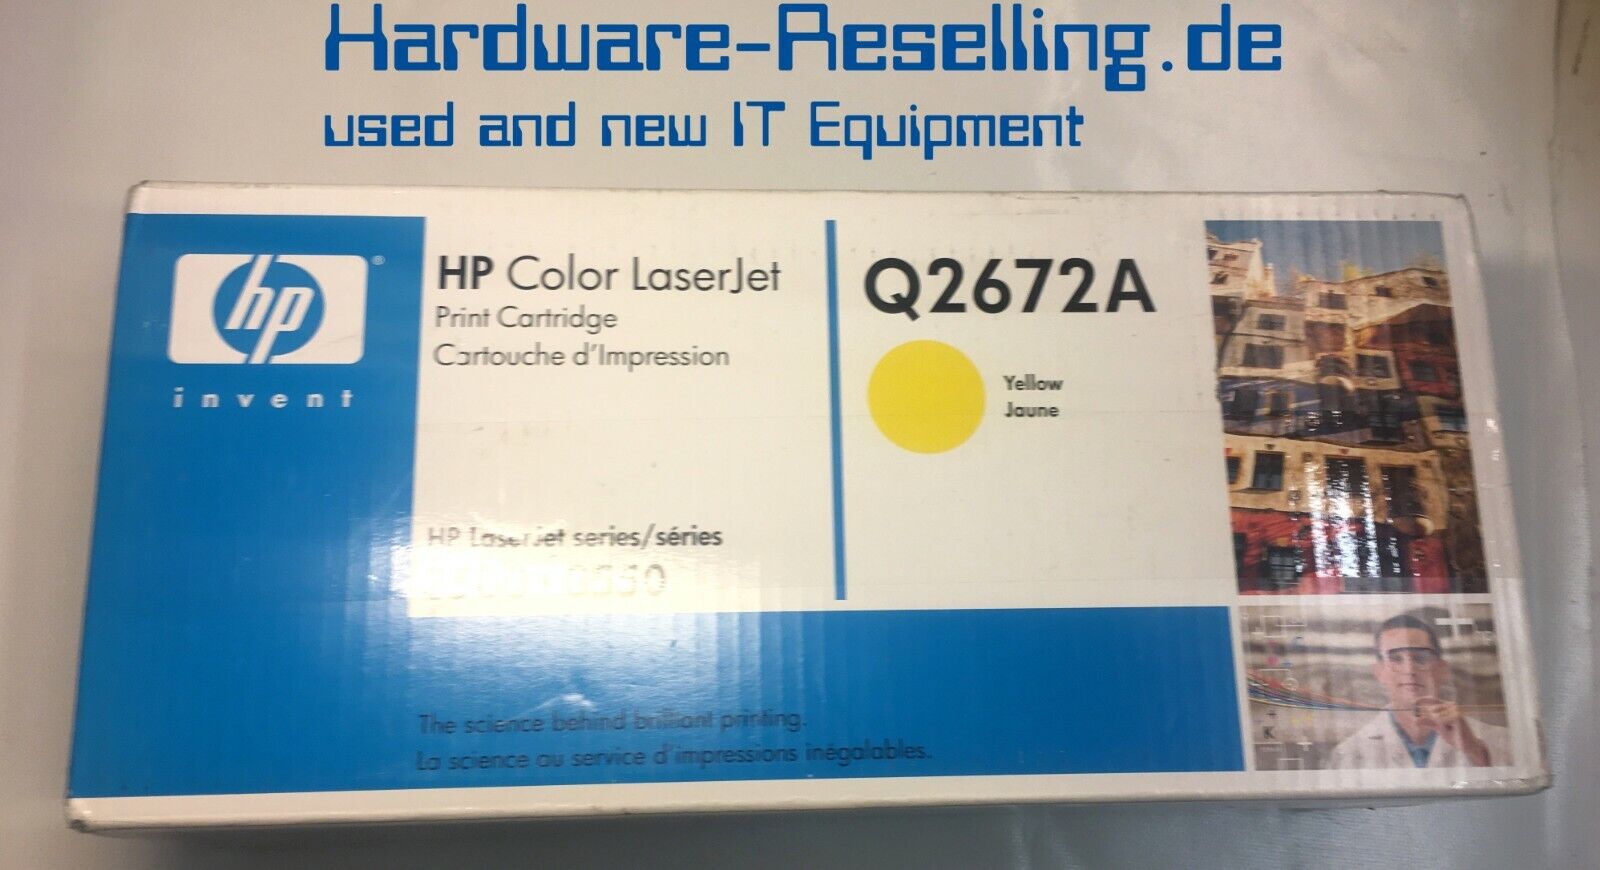 Hardware-Reselling.de
used and new IT Equipment
hp
®
invent
HP Color LaserJet
Print Cartridge
Cartouche d'Impression
HP LaserJet series/séries
Q2672A
Yellow
Jaune
The science behind brilliant printing.
La science au service d'impressions inégalables.
K